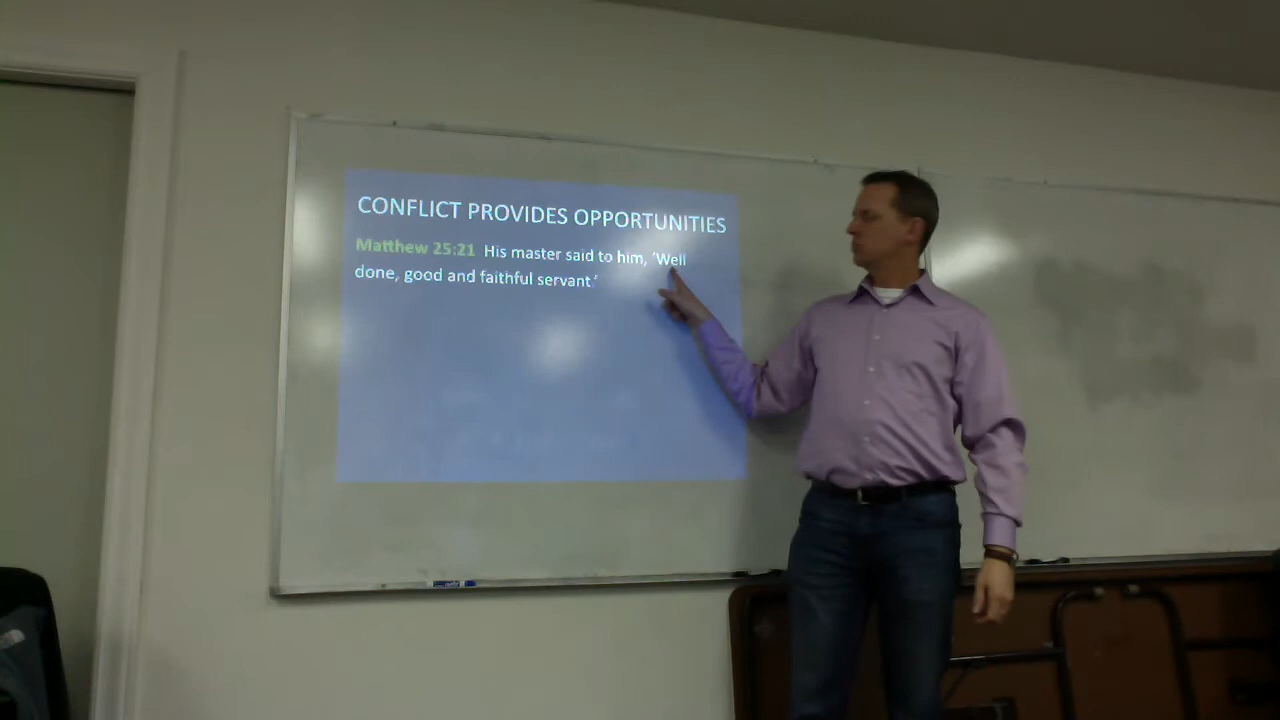 CONFLICT PROVIDES OPPORTUNITIES
Matthew 25:21 His master said to him, ‘Well
done, good and faithful servant.’